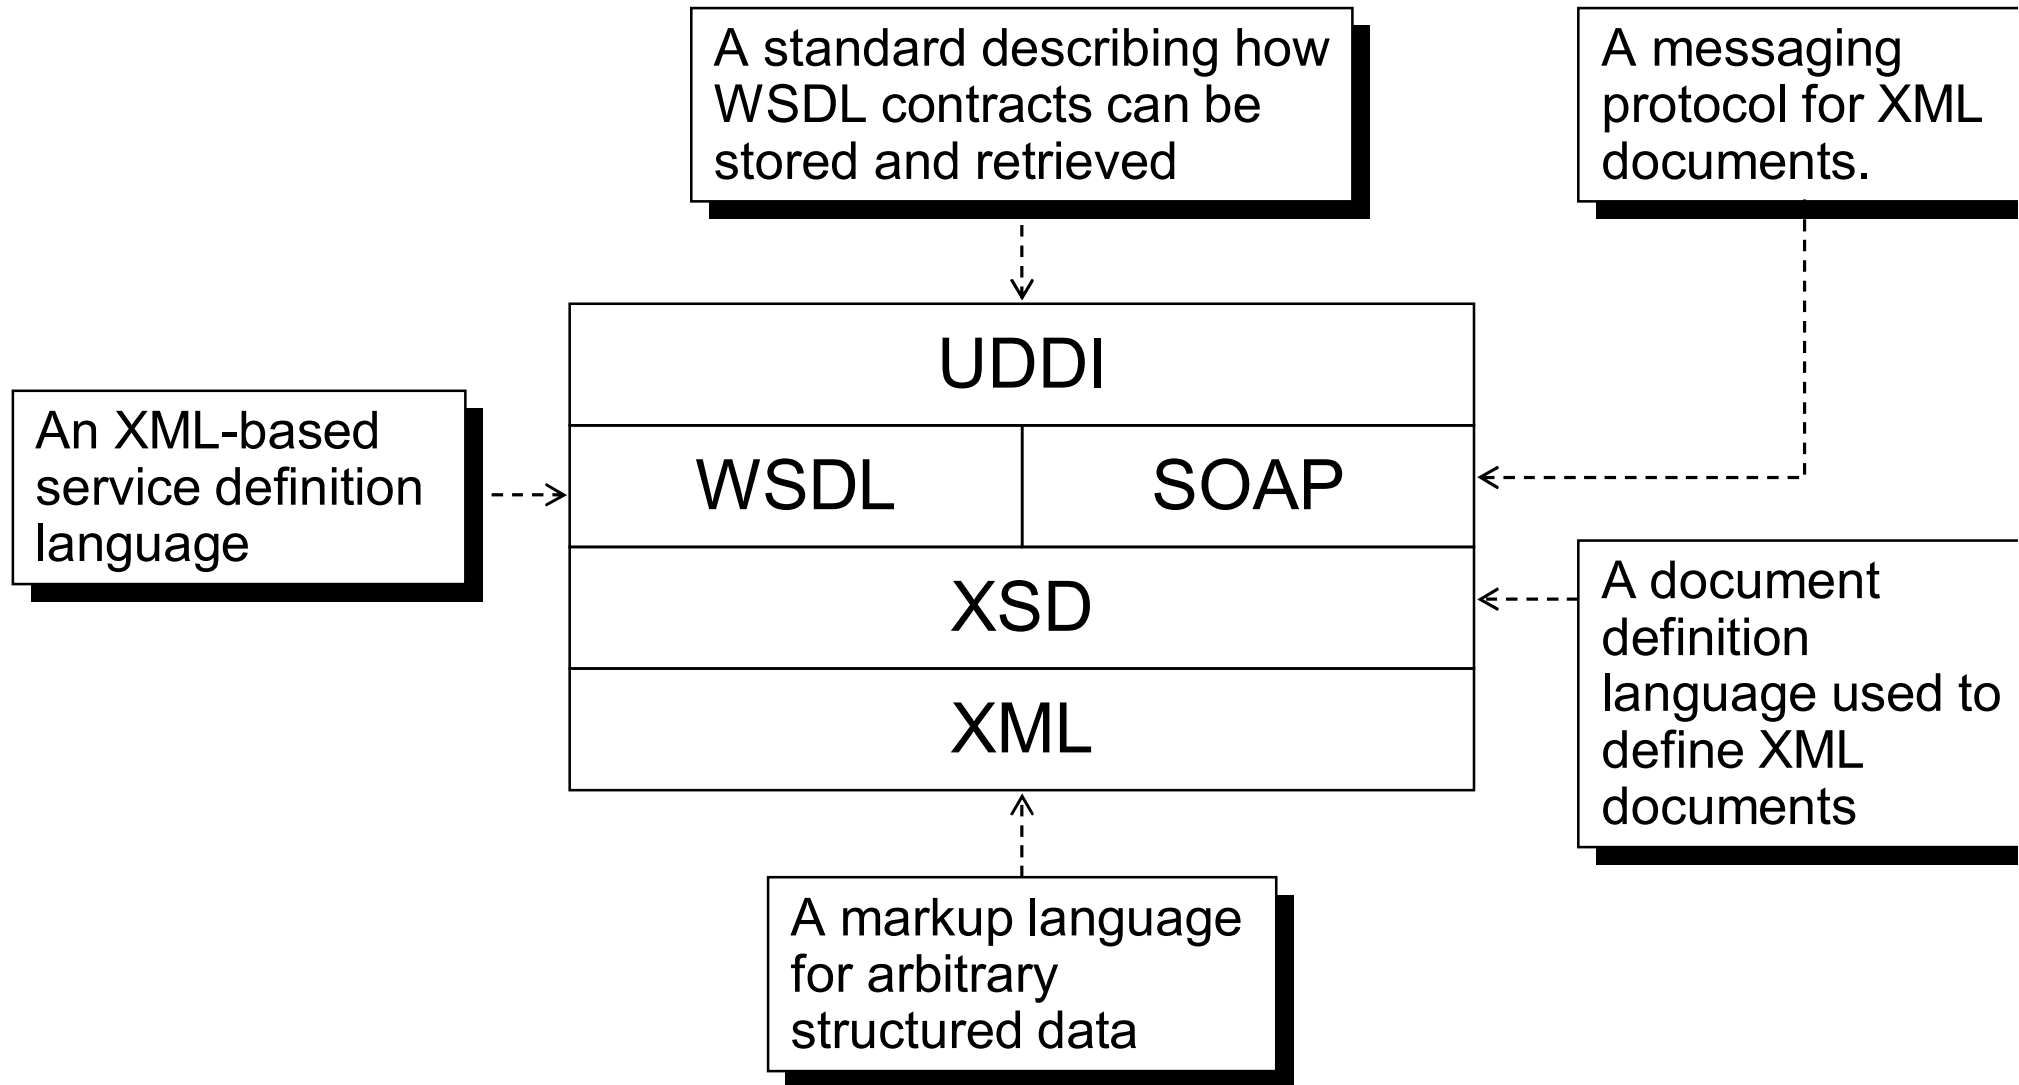 A standard describing how
WSDL contracts can be
stored and retrieved
A messaging
protocol for XML
documents.
UDDI
An XML-based
service definition
language
WSDL
SOAP
XSD
A document
definition
language used to
define XML
documents
XML
A markup language
for arbitrary
structured data